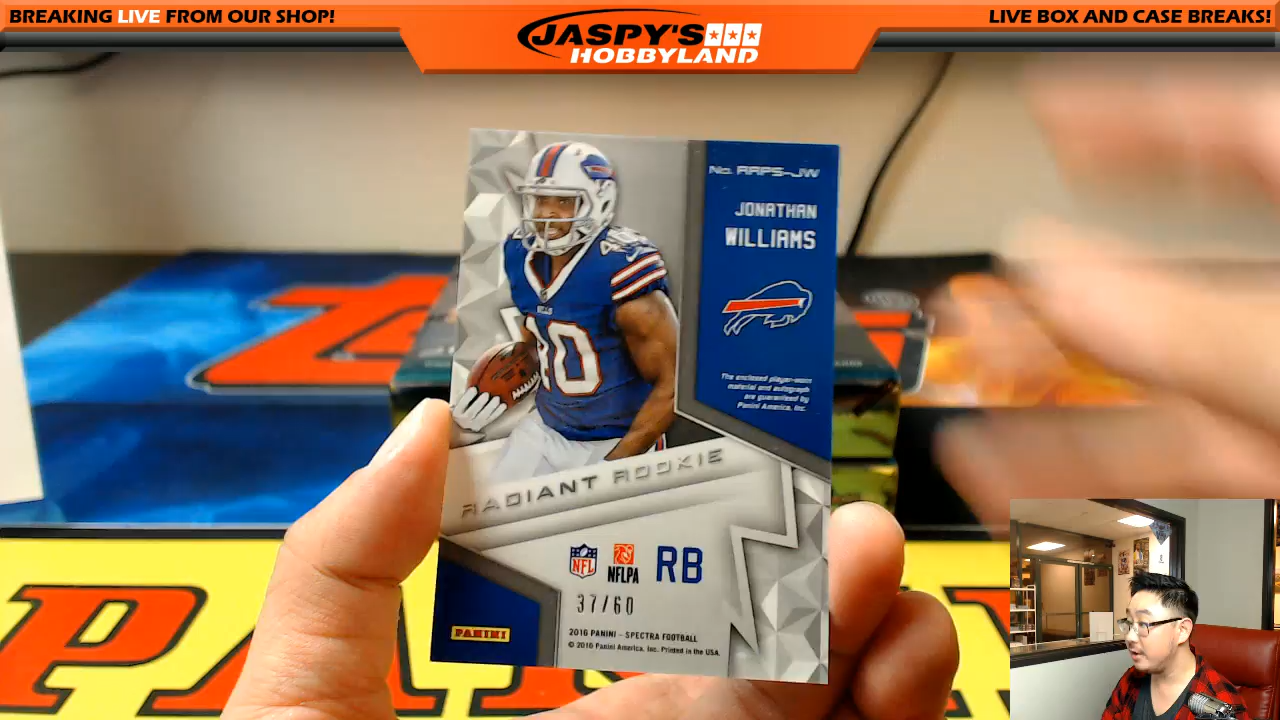 BREAKING LIVE FROM OUR SHOP!
JASPY'S
HOBBYLAND
LIVE BOX AND CASE BREAKS!
No. RRPS-JW
JONATHAN
WILLIAMS
40
BILLS
40
The enclosed player-worn
material and autograph
are guaranteed by
Panini America, Inc.
RADIANT ROOKIE
NFL
NFLPA
RB
37/60
PANINI
2016 PANINI - SPECTRA FOOTBALL
© 2016 Panini America, Inc. Printed in the USA.